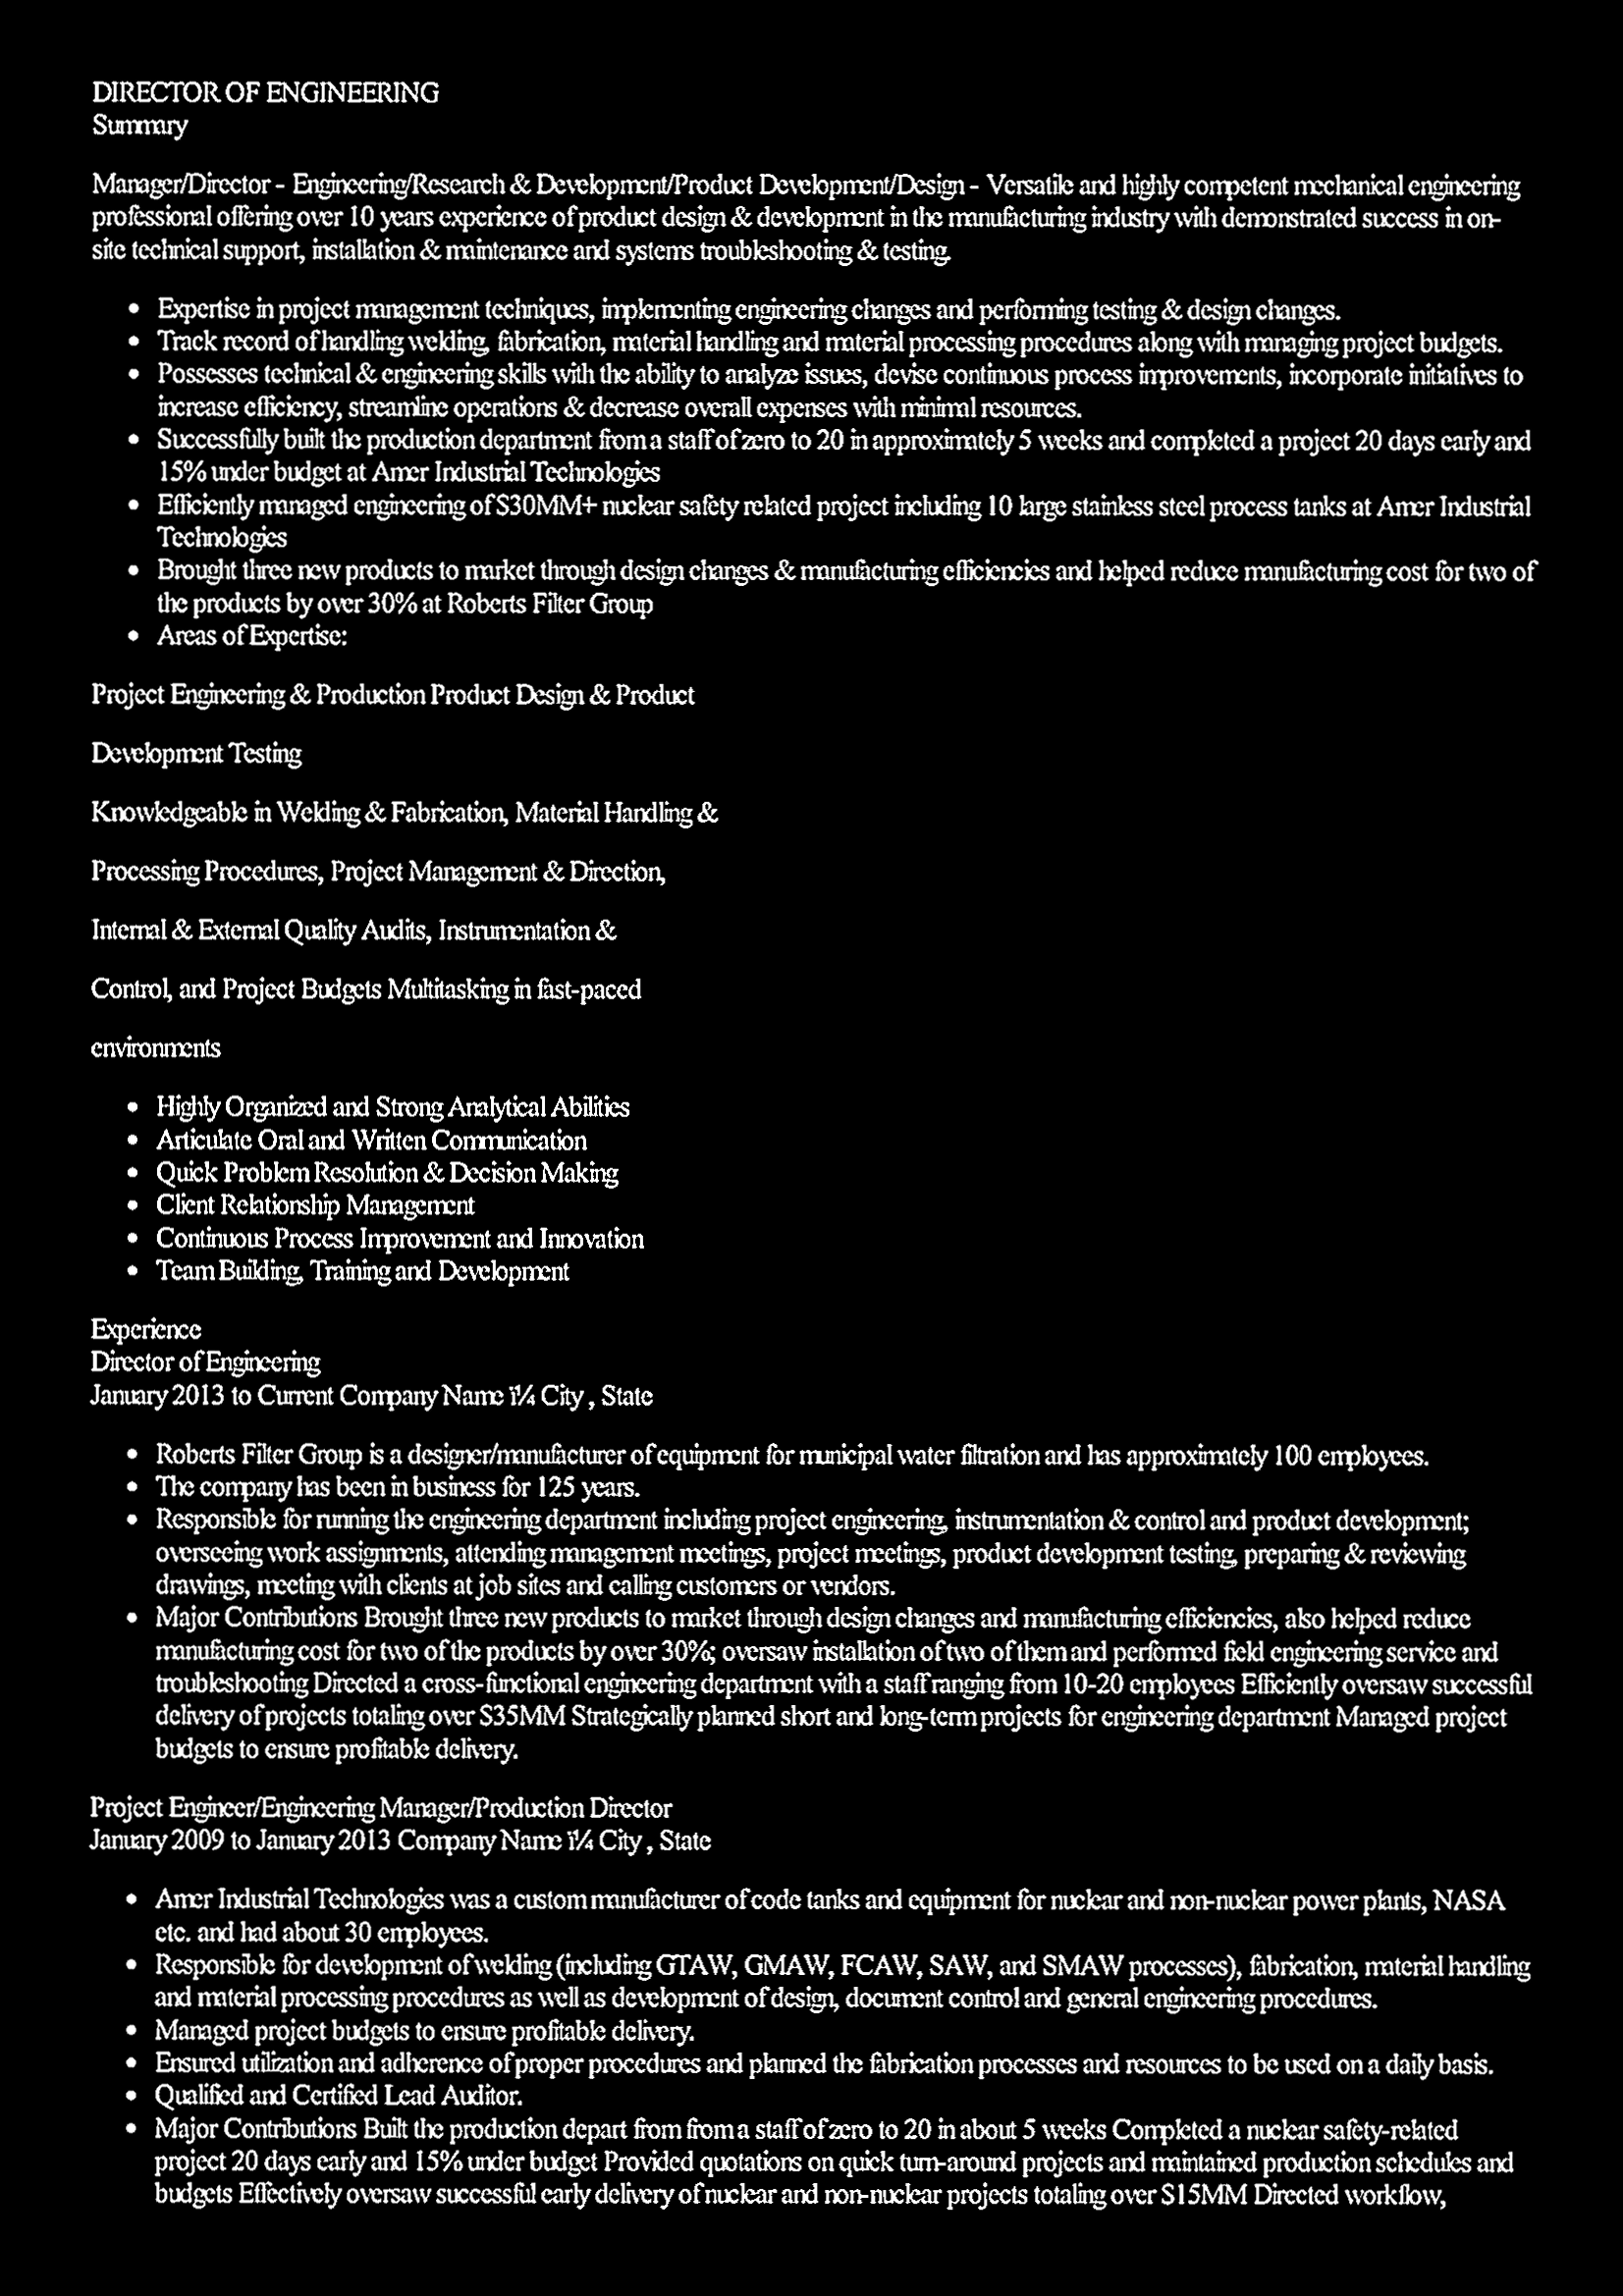 DIRECTOR OF ENGINEERING
Summary
Manager/Director - Engineering/Research & Development/Product Development/Design - Versatile and highly competent mechanical engineering
professional offering over 10 years experience of product design & development in the manufacturing industry with demonstrated success in on-
site technical support, installation & maintenance and systems troubleshooting & testing.
• Expertise in project management techniques, implementing engineering changes and performing testing & design changes.
• Track record of handling welding, fabrication, material handling and material processing procedures along with managing project budgets.
• Possesses technical & engineering skills with the ability to analyze issues, devise continuous process improvements, incorporate initiatives to
increase efficiency, streamline operations & decrease overall expenses with minimal resources.
• Successfully built the production department from a staff of zero to 20 in approximately 5 weeks and completed a project 20 days early and
15% under budget at Amer Industrial Technologies
• Efficiently managed engineering of $30MM+ nuclear safety related project including 10 large stainless steel process tanks at Amer Industrial
Technologies
• Brought three new products to market through design changes & manufacturing efficiencies and helped reduce manufacturing cost for two of
the products by over 30% at Roberts Filter Group
• Areas of Expertise:
Project Engineering & Production Product Design & Product
Development Testing
Knowledgeable in Welding & Fabrication, Material Handling &
Processing Procedures, Project Management & Direction,
Internal & External Quality Audits, Instrumentation &
Control, and Project Budgets Multitasking in fast-paced
environments
• Highly Organized and Strong Analytical Abilities
• Articulate Oral and Written Communication
• Quick Problem Resolution & Decision Making
• Client Relationship Management
• Continuous Process Improvement and Innovation
• Team Building, Training and Development
Experience
Director of Engineering
January 2013 to Current Company Name ï¼ City , State
• Roberts Filter Group is a designer/manufacturer of equipment for municipal water filtration and has approximately 100 employees.
• The company has been in business for 125 years.
• Responsible for running the engineering department including project engineering, instrumentation & control and product development;
overseeing work assignments, attending management meetings, project meetings, product development testing, preparing & reviewing
drawings, meeting with clients at job sites and calling customers or vendors.
• Major Contributions Brought three new products to market through design changes and manufacturing efficiencies, also helped reduce
manufacturing cost for two of the products by over 30%; oversaw installation of two of them and performed field engineering service and
troubleshooting Directed a cross-functional engineering department with a staff ranging from 10-20 employees Efficiently oversaw successful
delivery of projects totaling over $35MM Strategically planned short and long-term projects for engineering department Managed project
budgets to ensure profitable delivery.
Project Engineer/Engineering Manager/Production Director
January 2009 to January 2013 Company Name ï¼ City , State
• Amer Industrial Technologies was a custom manufacturer of code tanks and equipment for nuclear and non-nuclear power plants, NASA
etc. and had about 30 employees.
• Responsible for development of welding (including GTAW, GMAW, FCAW, SAW, and SMAW processes), fabrication, material handling
and material processing procedures as well as development of design, document control and general engineering procedures.
• Managed project budgets to ensure profitable delivery.
• Ensured utilization and adherence of proper procedures and planned the fabrication processes and resources to be used on a daily basis.
• Qualified and Certified Lead Auditor.
• Major Contributions Built the production depart from from a staff of zero to 20 in about 5 weeks Completed a nuclear safety-related
project 20 days early and 15% under budget Provided quotations on quick turn-around projects and maintained production schedules and
budgets Effectively oversaw successful early delivery of nuclear and non-nuclear projects totaling over $15MM Directed workflow,